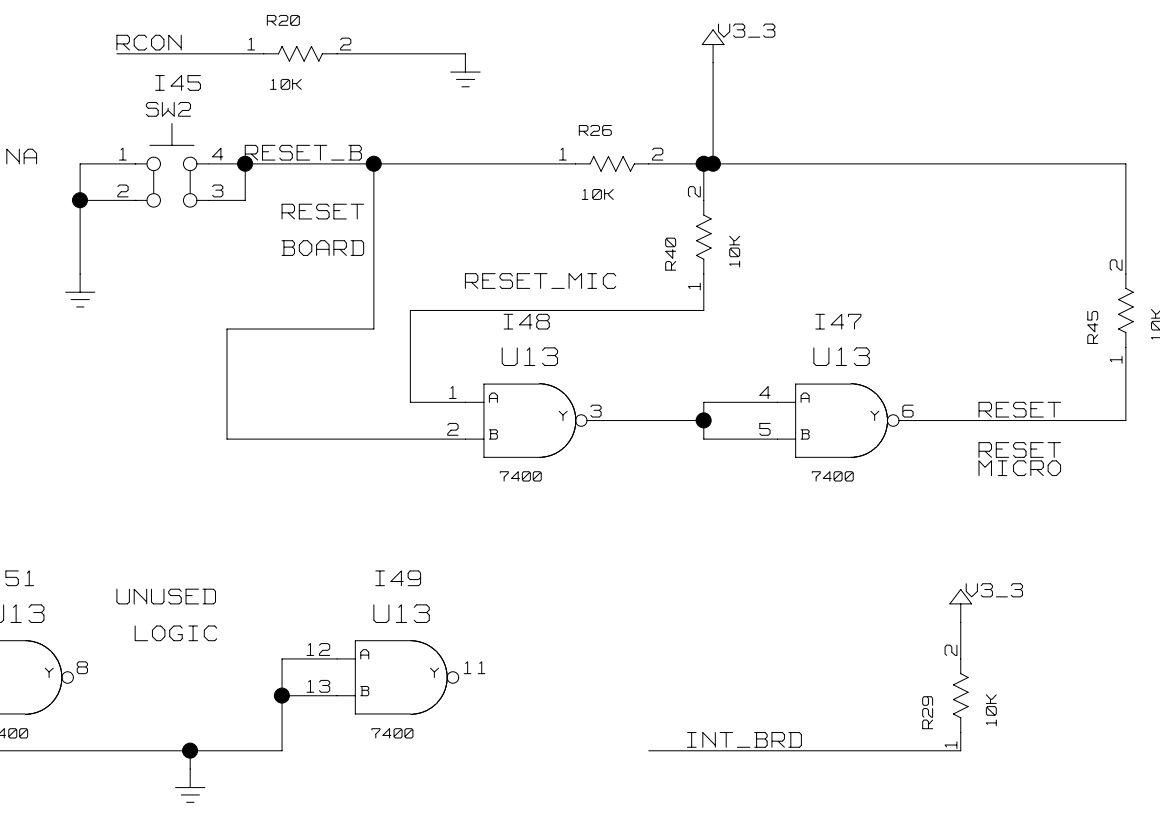 R20
RCON 1 2
10K
I45
SW2
V3_3
NA
1 4 RESET_B
2 3
R26
1 2
10K
RESET
BOARD
2
R40 10K
1
RESET_MIC
2
R45 10K
1
I48
U13
1 A
2 B
Y 3
7400
I47
U13
4 A
5 B
Y 6
7400
RESET
RESET
MICRO
51
U13
Y 8
400
UNUSED
LOGIC
I49
U13
12 A
13 B
Y 11
7400
V3_3
2
R29 10K
1
INT_BRD